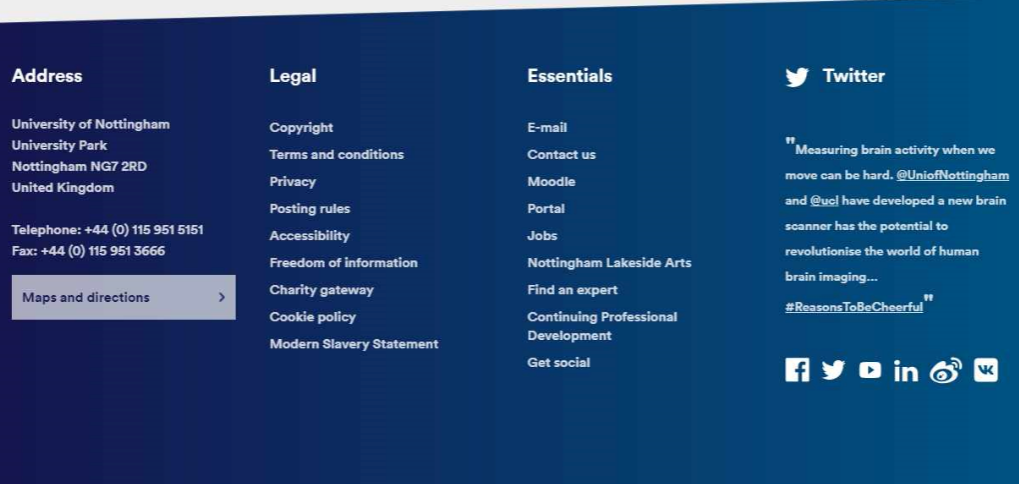 Address
University of Nottingham
University Park
Nottingham NG7 2RD
United Kingdom
Telephone: +44 (0) 115 951 5151
Fax: +44 (0) 115 951 3666
Maps and directions
Legal
Copyright
Terms and conditions
Privacy
Posting rules
Accessibility
Freedom of information
Charity gateway
Cookie policy
Modern Slavery Statement
Essentials
E-mail
Contact us
Moodle
Portal
Jobs
Nottingham Lakeside Arts
Find an expert
Continuing Professional
Development
Get social
Twitter
"Measuring brain activity when we
move can be hard. @UniofNottingham
and @ucl have developed a new brain
scanner has the potential to
revolutionise the world of human
brain imaging...
#ReasonsToBeCheerful"